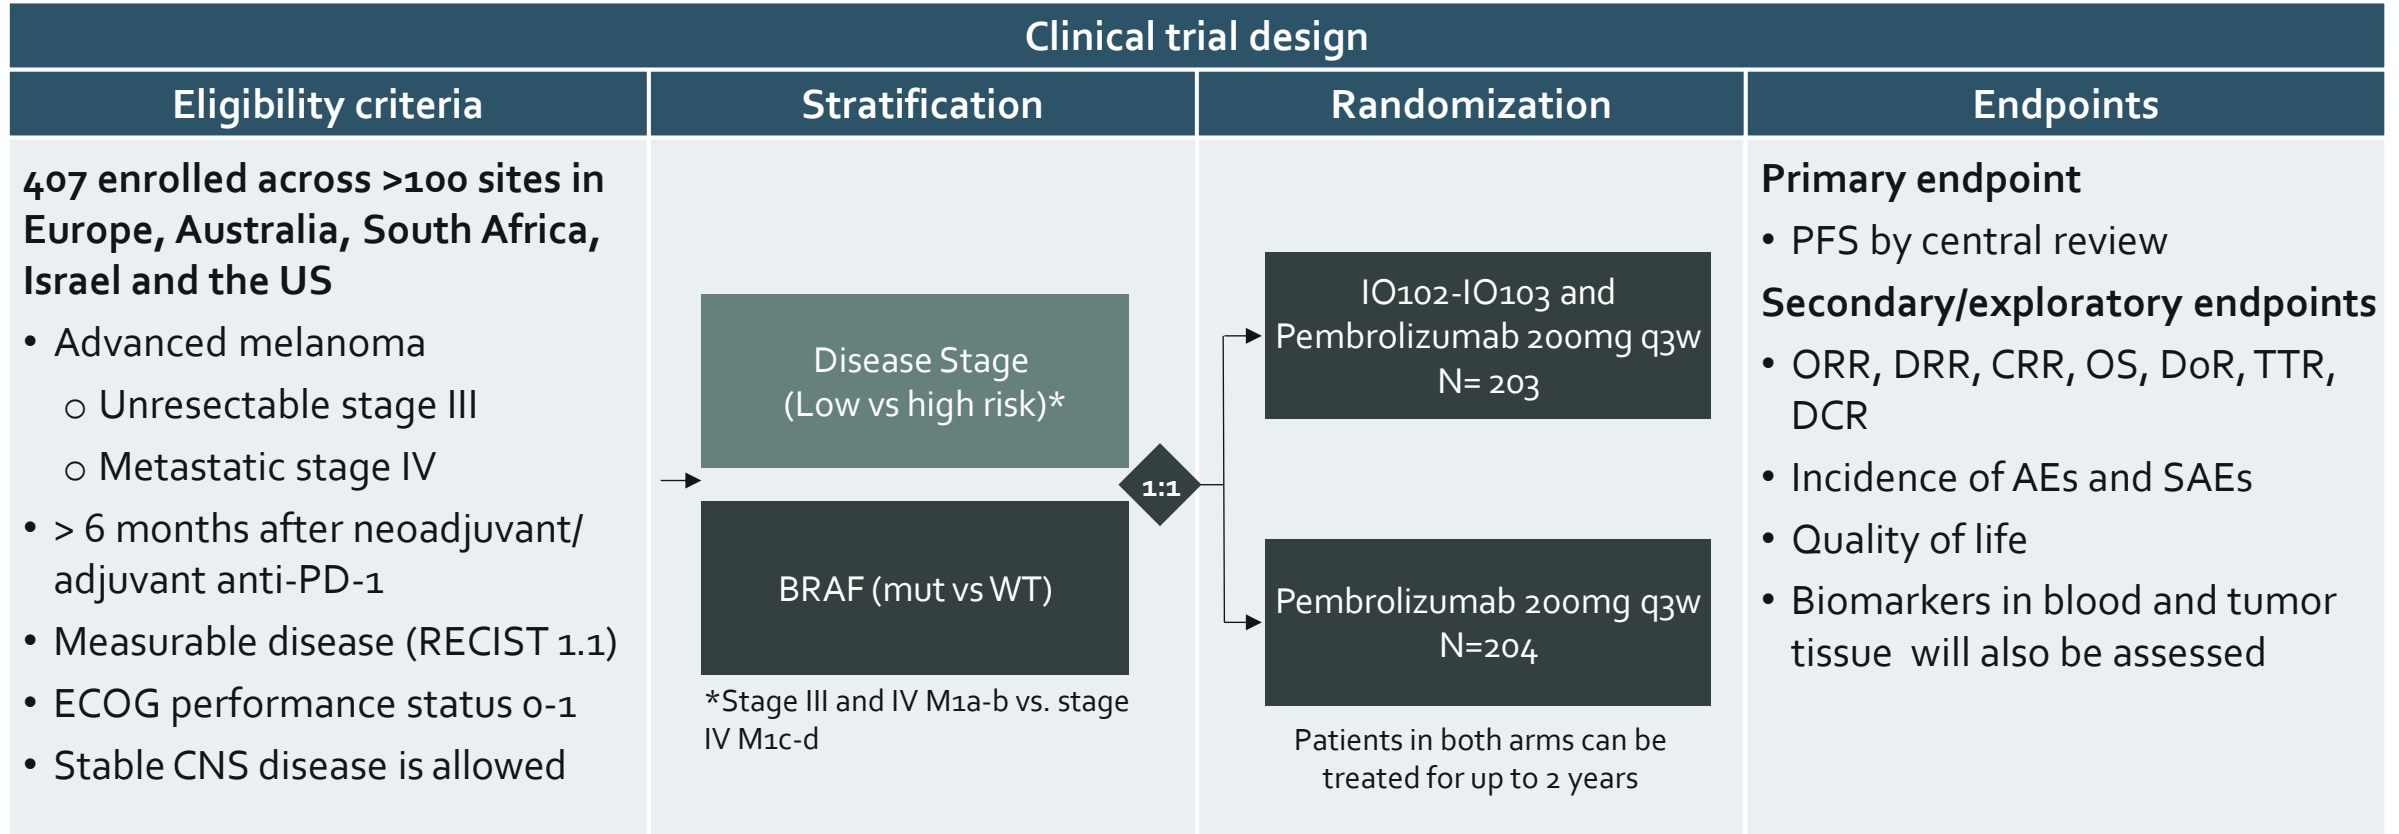 Clinical trial design
Eligibility criteria
Stratification
Randomization
Endpoints
407 enrolled across >100 sites in
Europe, Australia, South Africa,
Israel and the US
• Advanced melanoma
o Unresectable stage III
o Metastatic stage IV
• > 6 months after neoadjuvant/
adjuvant anti-PD-1
• Measurable disease (RECIST 1.1)
• ECOG performance status 0-1
• Stable CNS disease is allowed
Disease Stage
(Low vs high risk)*
BRAF (mut vs WT)
*Stage III and IV M1a-b vs. stage
IV M1c-d
1:1
IO102-IO103 and
Pembrolizumab 200mg q3w
N= 203
Pembrolizumab 200mg q3w
N=204
Patients in both arms can be
treated for up to 2 years
Primary endpoint
• PFS by central review
Secondary/exploratory endpoints
• ORR, DRR, CRR, OS, DoR, TTR,
DCR
• Incidence of AEs and SAEs
• Quality of life
• Biomarkers in blood and tumor
tissue  will also be assessed